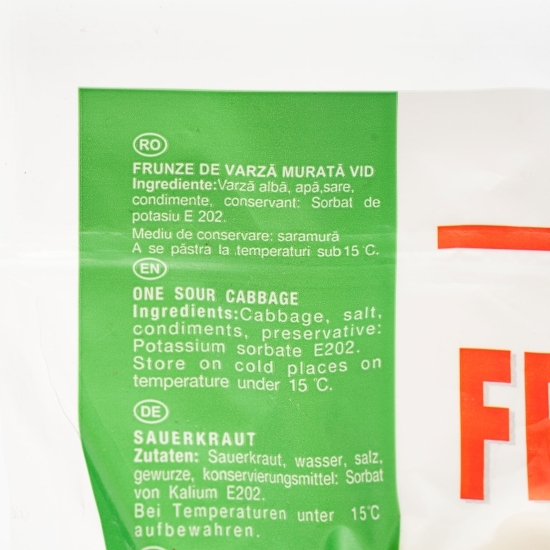 RO
FRUNZE DE VARZĂ MURATĂ VID
Ingrediente:Varză albă, apă,sare,
condimente, conservant: Sorbat de
potasiu E 202.
Mediu de conservare: saramură
A se păstra la temperaturi sub 15 °C.
EN
ONE SOUR CABBAGE
Ingredients:Cabbage, salt,
condiments, preservative:
Potassium sorbate E202.
Store on cold places on
temperature under 15 °C.
DE
SAUERKRAUT
Zutaten: Sauerkraut, wasser, salz,
gewurze, konservierungsmittel: Sorbat
von Kalium E202.
Bei Temperaturen unter 15°C
aufbewahren.